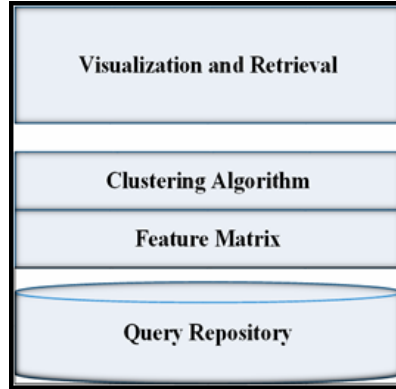 Visualization and Retrieval
Clustering Algorithm
Feature Matrix
Query Repository